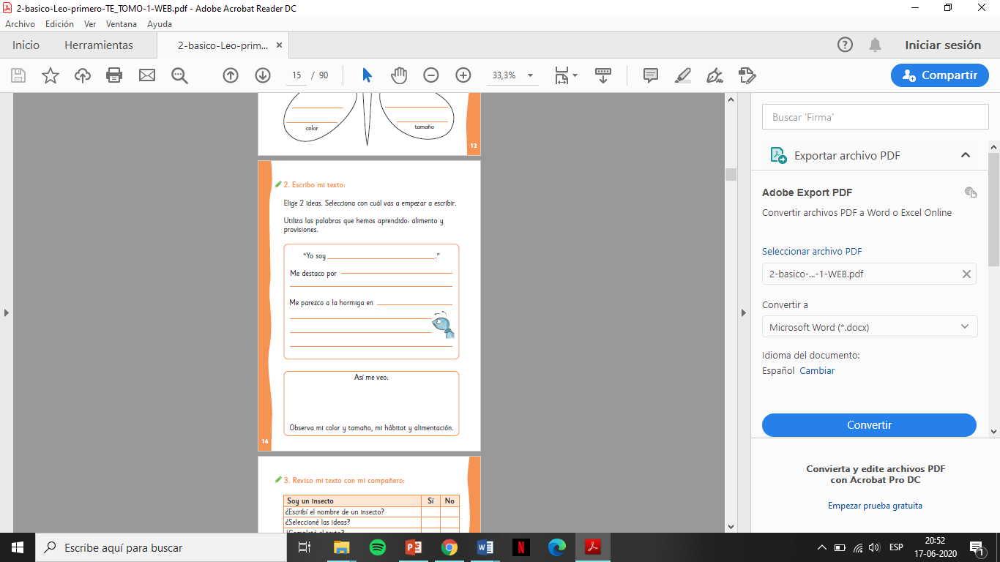 2-basico-Leo-primero-TE_TOMO-1-WEB.pdf - Adobe Acrobat Reader DC
Archivo Edición Ver Ventana Ayuda
Inicio Herramientas 2-basico-Leo-prim... × Iniciar sesión
15 / 90 33,3% Compartir
color
tamaño
13
2. Escribo mi texto:
Elige 2 ideas. Selecciona con cuál vas a empezar a escribir.
Utiliza las palabras que hemos aprendido: alimento y
provisiones.
“Yo soy ______.”
Me destaco por
Me parezco a la hormiga en
Así me veo:
Observa mi color y tamaño, mi hábitat y alimentación.
14
3. Reviso mi texto con mi compañero:
Soy un insecto Sí No
¿Escribí el nombre de un insecto?
¿Seleccioné las ideas?
¿Completé el texto?
Buscar 'Firma'
Exportar archivo PDF
Adobe Export PDF
Convertir archivos PDF a Word o Excel Online
Seleccionar archivo PDF
2-basico-...-1-WEB.pdf
Convertir a
Microsoft Word (*.docx)
Idioma del documento:
Español Cambiar
Convertir
Convierta y edite archivos PDF
con Acrobat Pro DC
Empezar prueba gratuita
Escribe aquí para buscar
ESP
20:52
17-06-2020
1